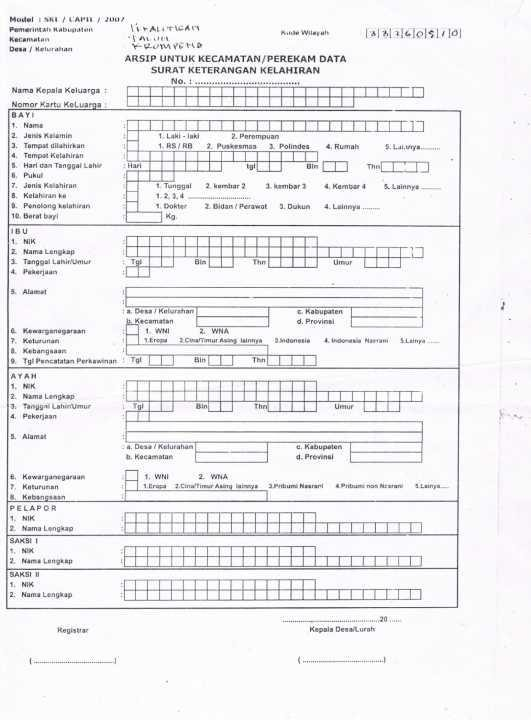 Model : SKL / CAPIL / 2007
Pemerintah Kabupaten
Kecamatan
Desa / Kelurahan
KRUMPENG
Kode Wilayah |3|3|2|6|0|5|1|0|
ARSIP UNTUK KECAMATAN/PEREKAM DATA
SURAT KETERANGAN KELAHIRAN
No. : ....................................
Nama Kepala Keluarga :
Nomor Kartu Keluarga :
BAYI
1. Nama :
2. Jenis Kelamin : 1. Laki - laki 2. Perempuan
3. Tempat dilahirkan : 1. RS / RB 2. Puskesmas 3. Polindes 4. Rumah 5. Lainnya.........
4. Tempat Kelahiran :
5. Hari dan Tanggal Lahir : Hari tgl Bln Thn
6. Pukul :
7. Jenis Kelahiran : 1. Tunggal 2. kembar 2 3. kembar 3 4. Kembar 4 5. Lainnya .........
8. Kelahiran ke : 1. 2, 3, 4 .............................
9. Penolong kelahiran : 1. Dokter 2. Bidan / Perawat 3. Dukun 4. Lainnya ........
10. Berat bayi : Kg.
IBU
1. NIK :
2. Nama Lengkap :
3. Tanggal Lahir/Umur : Tgl Bln Thn Umur
4. Pekerjaan :
5. Alamat :
: a. Desa / Kelurahan c. Kabupaten
b. Kecamatan d. Provinsi
6. Kewarganegaraan : 1. WNI 2. WNA
7. Keturunan : 1.Eropa 2.Cina/Timur Asing lainnya 3.Indonesia 4. Indonesia Nasrani 5.Lainya ......
8. Kebangsaan :
9. Tgl Pencatatan Perkawinan : Tgl Bln Thn
AYAH
1. NIK :
2. Nama Lengkap :
3. Tanggal Lahir/Umur : Tgl Bln Thn Umur
4. Pekerjaan :
5. Alamat :
: a. Desa / Kelurahan c. Kabupaten
b. Kecamatan d. Provinsi
6. Kewarganegaraan : 1. WNI 2. WNA
7. Keturunan : 1.Eropa 2.Cina/Timur Asing lainnya 3.Pribumi Nasrani 4.Pribumi non Nasrani 5.Lainya.....
8. Kebangsaan :
PELAPOR
1. NIK :
2. Nama Lengkap :
SAKSI I
1. NIK :
2. Nama Lengkap :
SAKSI II
1. NIK :
2. Nama Lengkap :
..........................................20 ......
Registrar Kepala Desa/Lurah
( .....................................) ( .....................................)